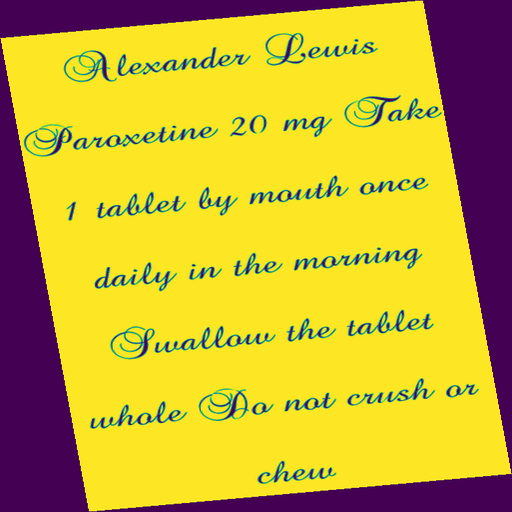 Alexander Lewis
Paroxetine 20 mg Take
1 tablet by mouth once
daily in the morning
Swallow the tablet
whole Do not crush or
chew